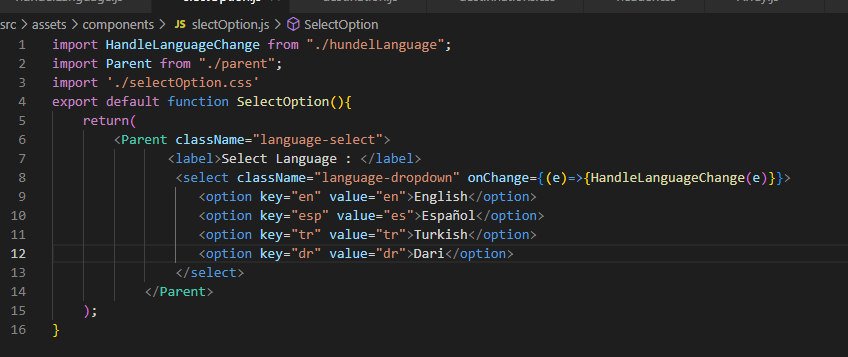 src > assets > components > JS slectOption.js > SelectOption
1 import HandleLanguageChange from "./hundelLanguage";
2 import Parent from "./parent";
3 import './selectOption.css'
4 export default function SelectOption(){
5 return(
6 <Parent className="language-select">
7 <label>Select Language : </label>
8 <select className="language-dropdown" onChange={(e)=>{HandleLanguageChange(e)}}>
9 <option key="en" value="en">English</option>
10 <option key="esp" value="es">Español</option>
11 <option key="tr" value="tr">Turkish</option>
12 <option key="dr" value="dr">Dari</option>
13 </select>
14 </Parent>
15 );
16 }